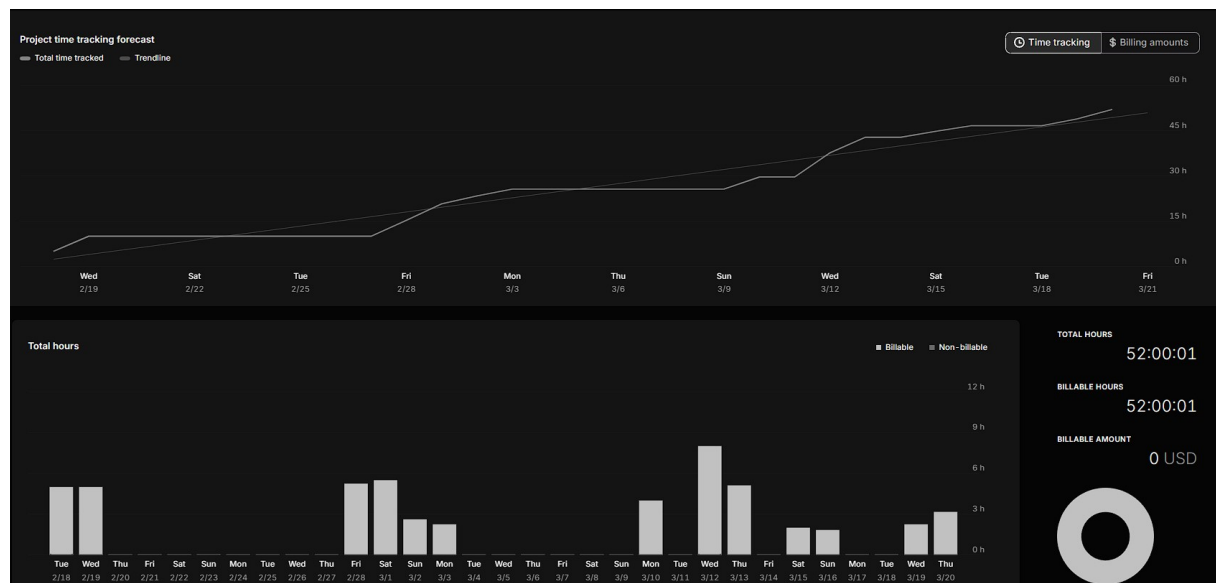 Project time tracking forecast
Time tracking $ Billing amounts
Total time tracked Trendline
60 h
45 h
30 h
15 h
0 h
Wed Sat Tue Fri Mon Thu Sun Wed Sat Tue Fri
2/19 2/22 2/25 2/28 3/3 3/6 3/9 3/12 3/15 3/18 3/21
Total hours
Billable Non-billable
12 h
9 h
6 h
3 h
0 h
Tue Wed Thu Fri Sat Sun Mon Tue Wed Thu Fri Sat Sun Mon Tue Wed Thu Fri Sat Sun Mon Tue Wed Thu Fri Sat Sun Mon Tue Wed Thu
2/18 2/19 2/20 2/21 2/22 2/23 2/24 2/25 2/26 2/27 2/28 3/1 3/2 3/3 3/4 3/5 3/6 3/7 3/8 3/9 3/10 3/11 3/12 3/13 3/14 3/15 3/16 3/17 3/18 3/19 3/20
TOTAL HOURS
52:00:01
BILLABLE HOURS
52:00:01
BILLABLE AMOUNT
0 USD